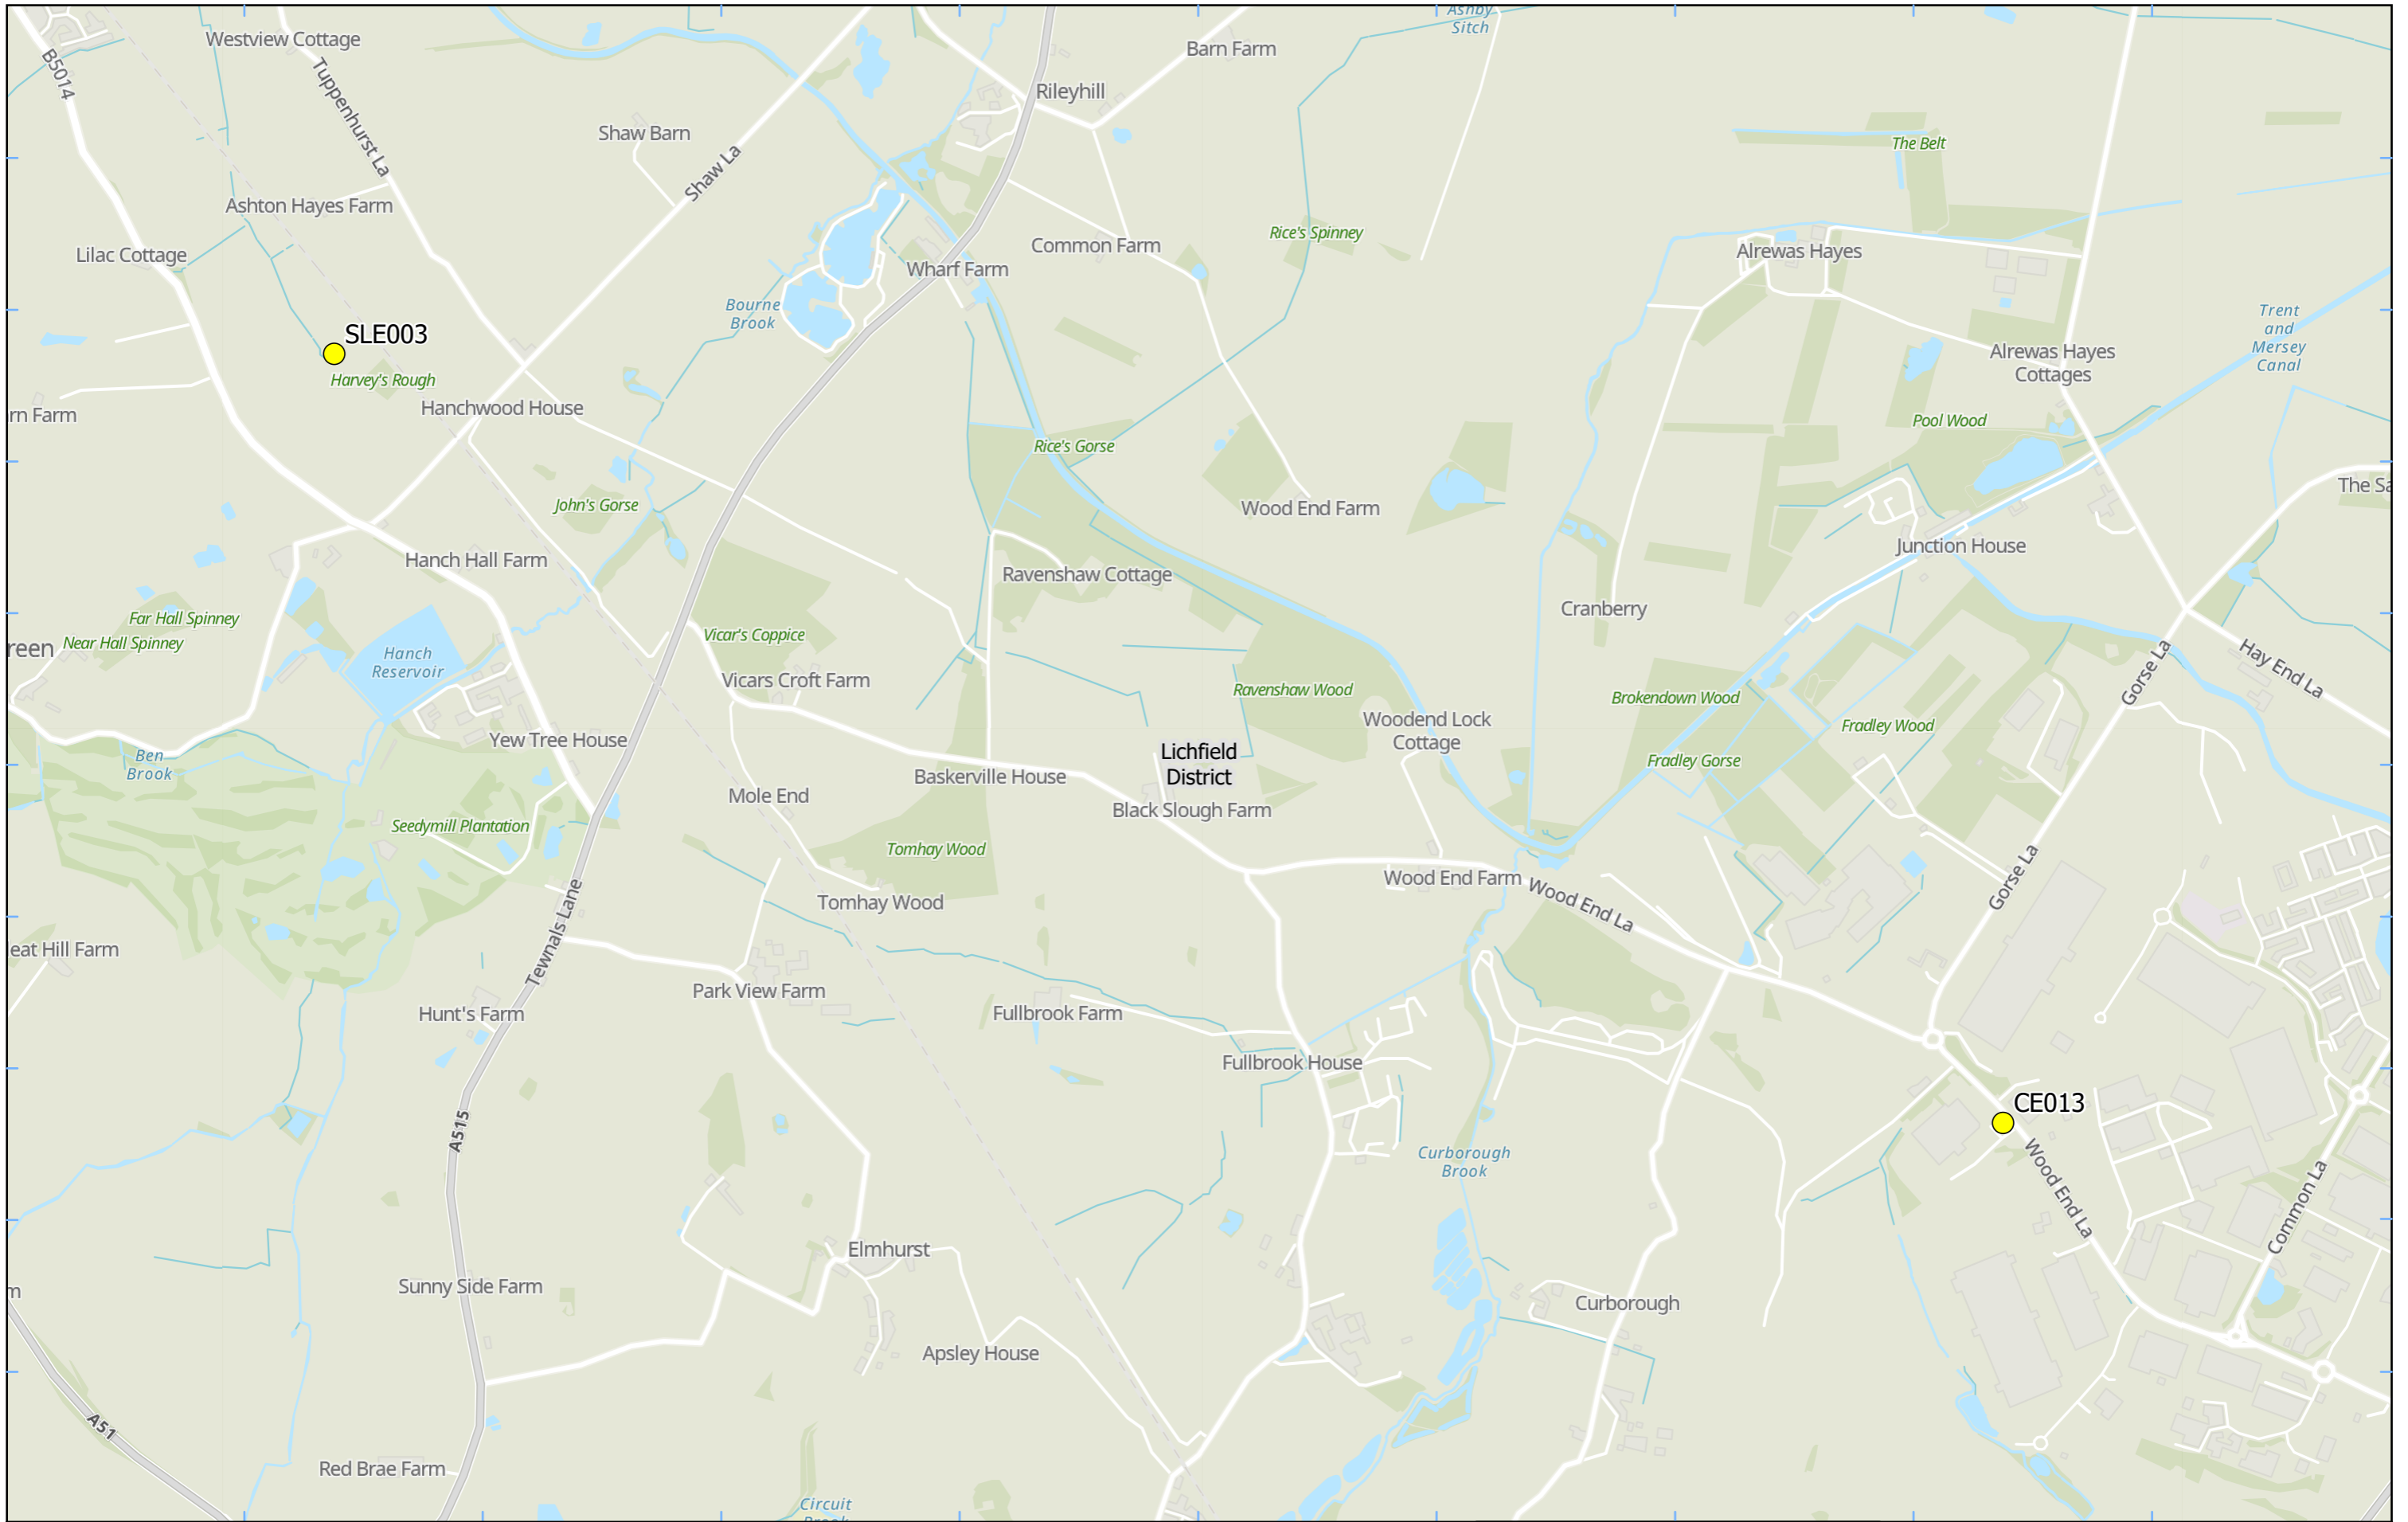 Ashby
Sitch
Westview Cottage
Barn Farm
B5014
Tuppenhurst La
Rileyhill
Shaw Barn
Shaw La
The Belt
Ashton Hayes Farm
Rice's Spinney
Common Farm
Lilac Cottage
Wharf Farm
Alrewas Hayes
Bourne
Brook
Trent
and
Mersey
Canal
SLE003
Alrewas Hayes
Cottages
Harvey's Rough
Hanchwood House
rn Farm
Pool Wood
Rice's Gorse
The Sa
John's Gorse
Wood End Farm
Junction House
Hanch Hall Farm
Ravenshaw Cottage
Cranberry
Far Hall Spinney
Near Hall Spinney
reen
Vicar's Coppice
Hanch
Reservoir
Gorse La
Hay End La
Vicars Croft Farm
Ravenshaw Wood
Brokendown Wood
Woodend Lock
Cottage
Fradley Wood
Yew Tree House
Lichfield
District
Fradley Gorse
Ben
Brook
Baskerville House
Mole End
Black Slough Farm
Seedymill Plantation
Tomhay Wood
Wood End Farm
Wood End La
Gorse La
Tomhay Wood
eat Hill Farm
Tewnals Lane
Park View Farm
Hunt's Farm
Fullbrook Farm
Fullbrook House
CE013
A515
Curborough
Brook
Wood End La
Common La
Elmhurst
Sunny Side Farm
m
Curborough
Apsley House
A51
Red Brae Farm
Circuit
Brook